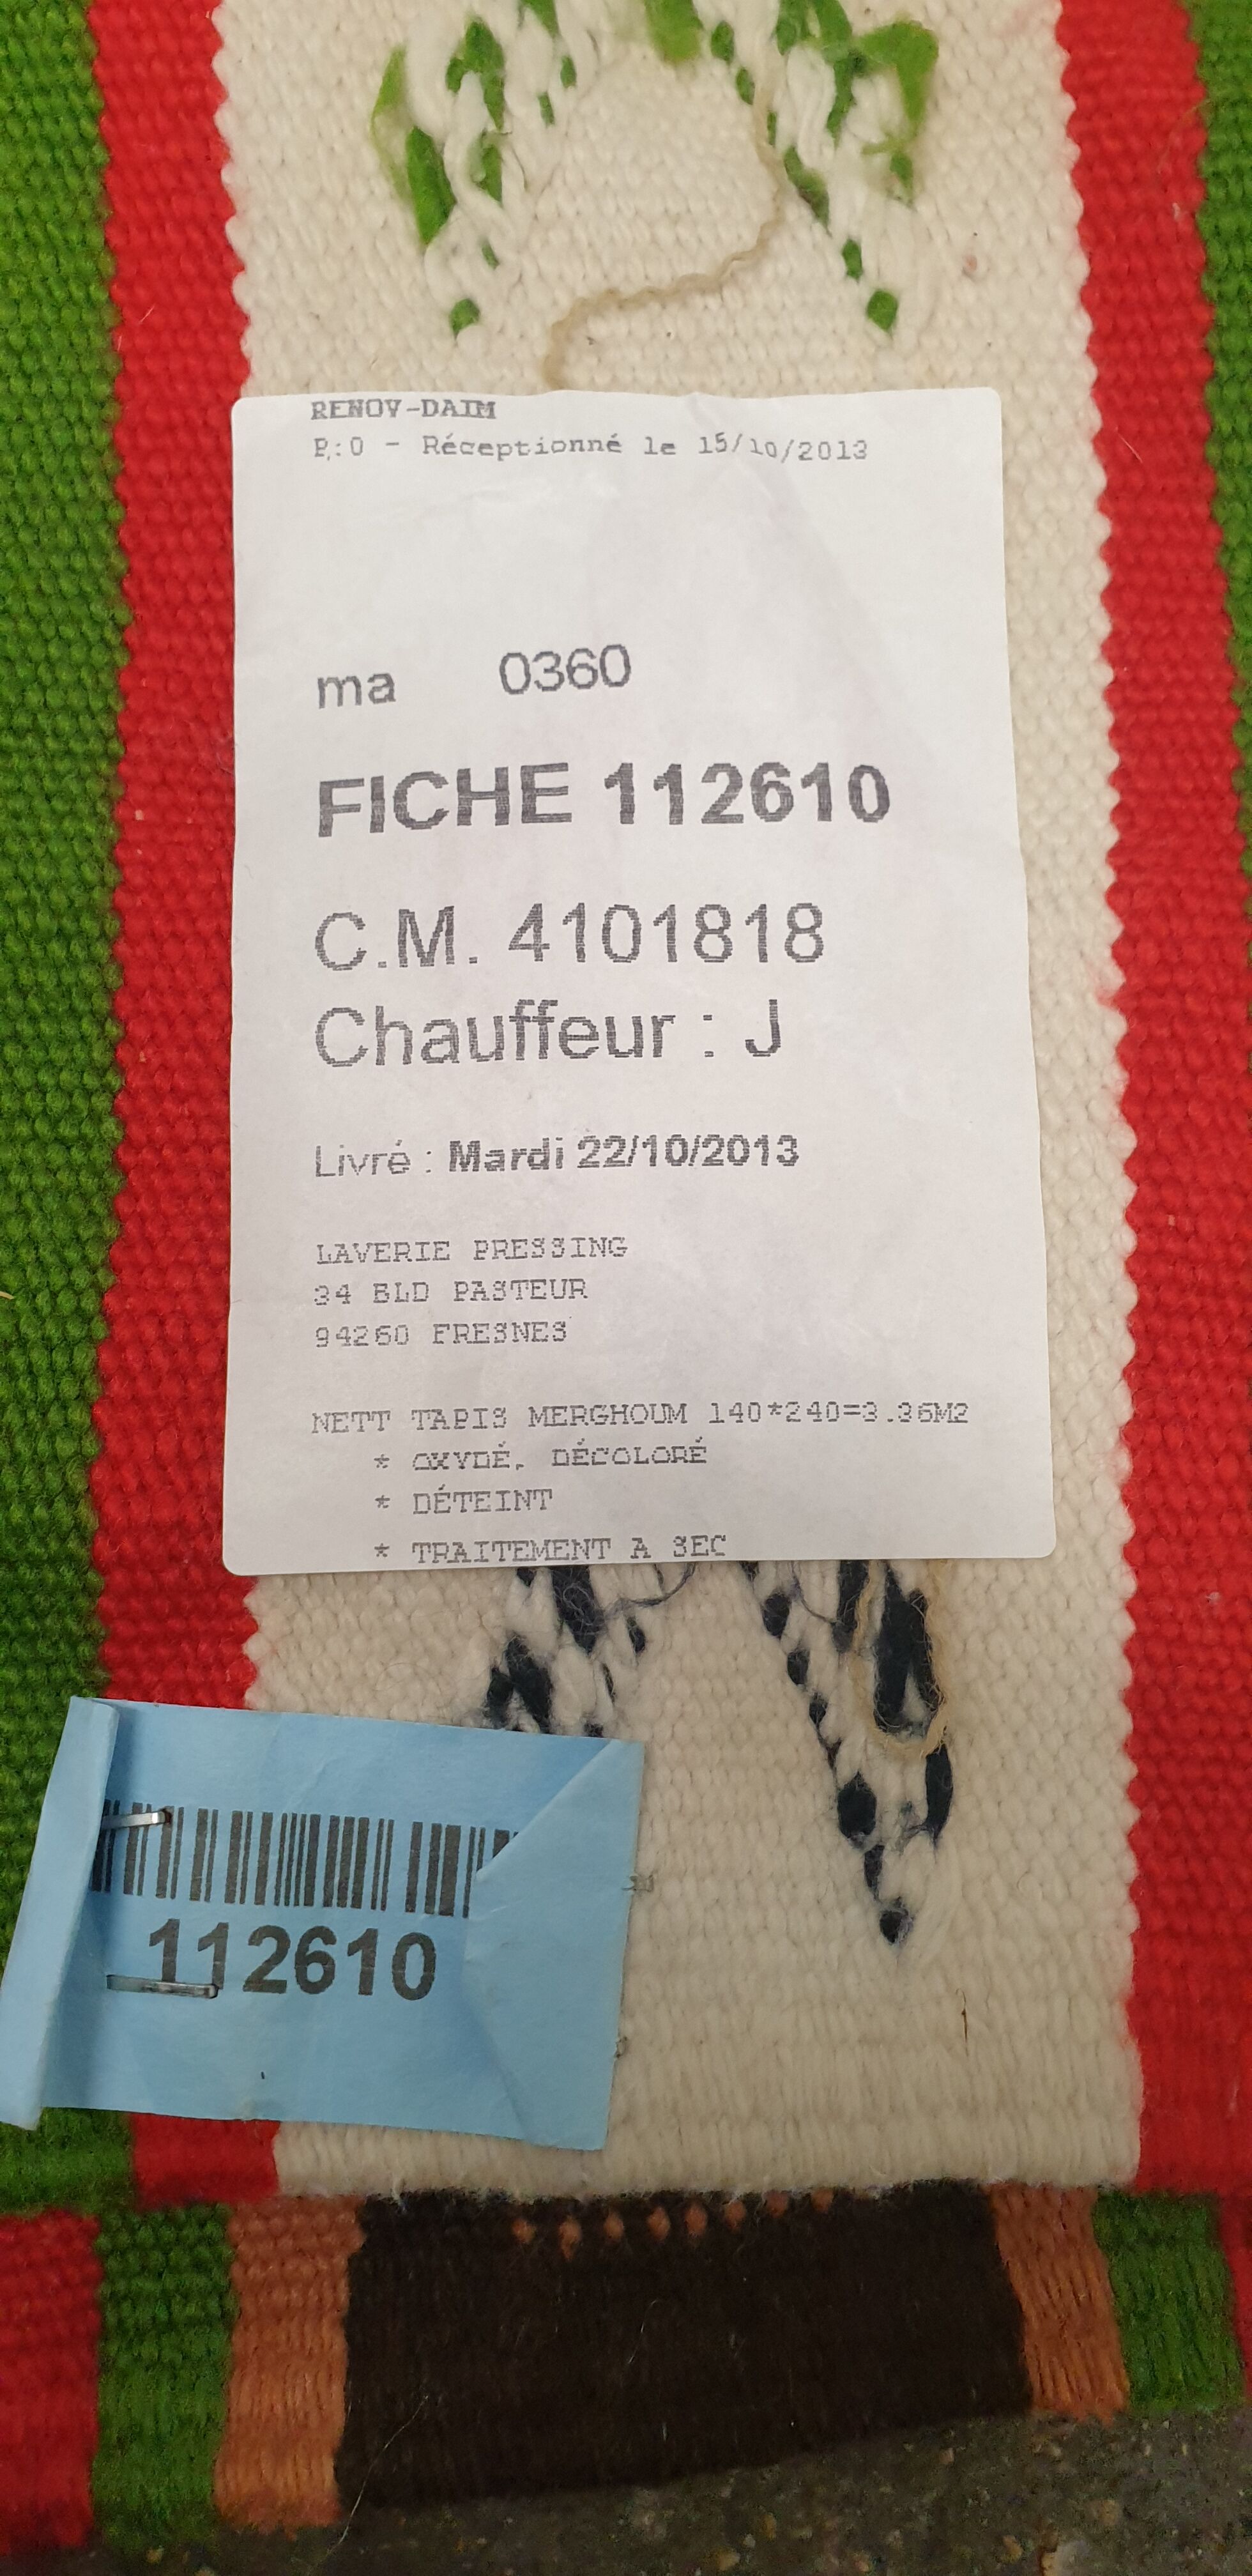 RENOV-DAIM
P:0 - Réceptionné le 15/10/2013
ma 0360
FICHE 112610
C.M. 4101818
Chauffeur : J
Livré : Mardi 22/10/2013
LAVERIE PRESSING
34 BLD PASTEUR
94260 FRESNES
NETT TAPIS MERGHOUM 140*240=3.36M2
* OXYDÉ, DÉCOLORÉ
* DÉTEINT
* TRAITEMENT A SEC
112610